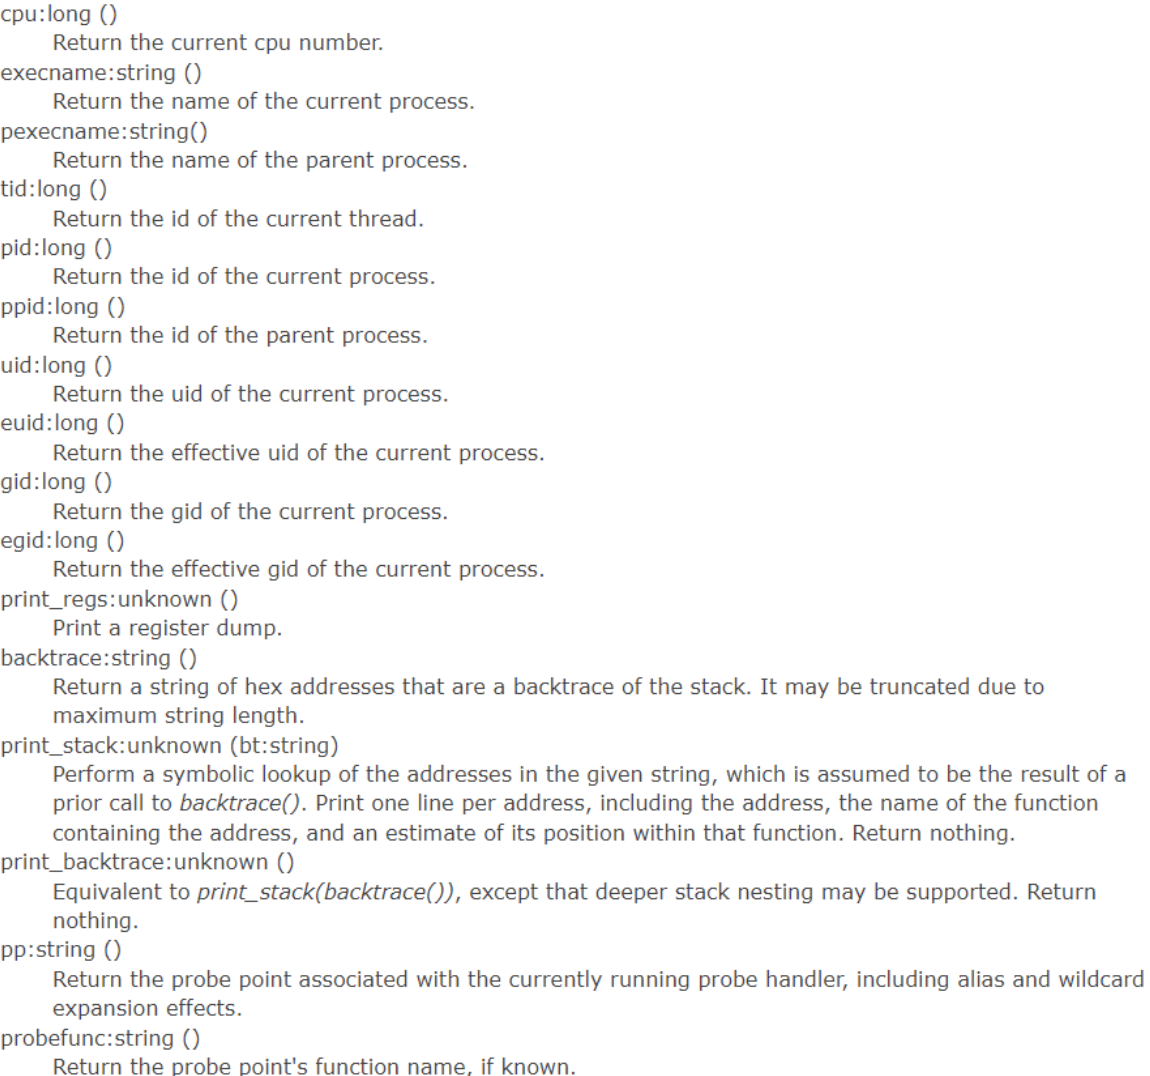 cpu:long ()
Return the current cpu number.
execname:string ()
Return the name of the current process.
pexecname:string()
Return the name of the parent process.
tid:long ()
Return the id of the current thread.
pid:long ()
Return the id of the current process.
ppid:long ()
Return the id of the parent process.
uid:long ()
Return the uid of the current process.
euid:long ()
Return the effective uid of the current process.
gid:long ()
Return the gid of the current process.
egid:long ()
Return the effective gid of the current process.
print_regs:unknown ()
Print a register dump.
backtrace:string ()
Return a string of hex addresses that are a backtrace of the stack. It may be truncated due to
maximum string length.
print_stack:unknown (bt:string)
Perform a symbolic lookup of the addresses in the given string, which is assumed to be the result of a
prior call to backtrace(). Print one line per address, including the address, the name of the function
containing the address, and an estimate of its position within that function. Return nothing.
print_backtrace:unknown ()
Equivalent to print_stack(backtrace()), except that deeper stack nesting may be supported. Return
nothing.
pp:string ()
Return the probe point associated with the currently running probe handler, including alias and wildcard
expansion effects.
probefunc:string ()
Return the probe point's function name, if known.